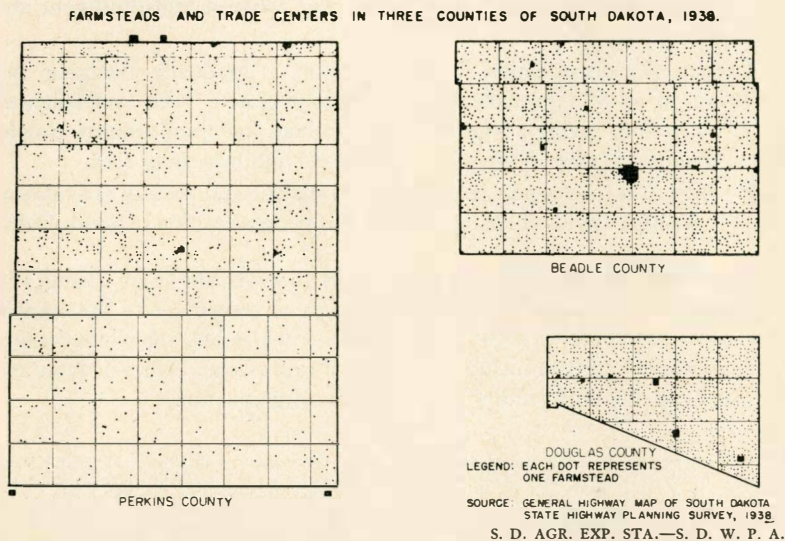 FARMSTEADS AND TRADE CENTERS IN THREE COUNTIES OF SOUTH DAKOTA, 1938.
PERKINS COUNTY
BEADLE COUNTY
DOUGLAS COUNTY
LEGEND: EACH DOT REPRESENTS
ONE FARMSTEAD
SOURCE: GENERAL HIGHWAY MAP OF SOUTH DAKOTA
STATE HIGHWAY PLANNING SURVEY, 1938
S. D. AGR. EXP. STA.—S. D. W. P. A.